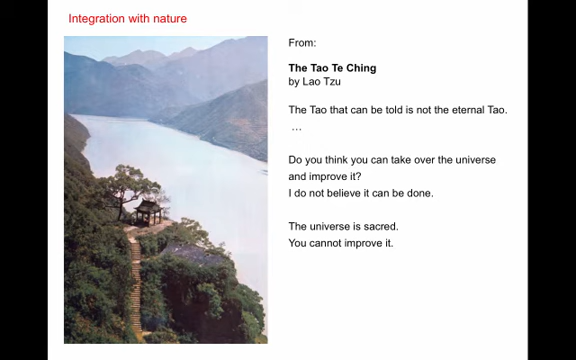 Integration with nature
From:
The Tao Te Ching
by Lao Tzu
The Tao that can be told is not the eternal Tao.
…
Do you think you can take over the universe
and improve it?
I do not believe it can be done.
The universe is sacred.
You cannot improve it.